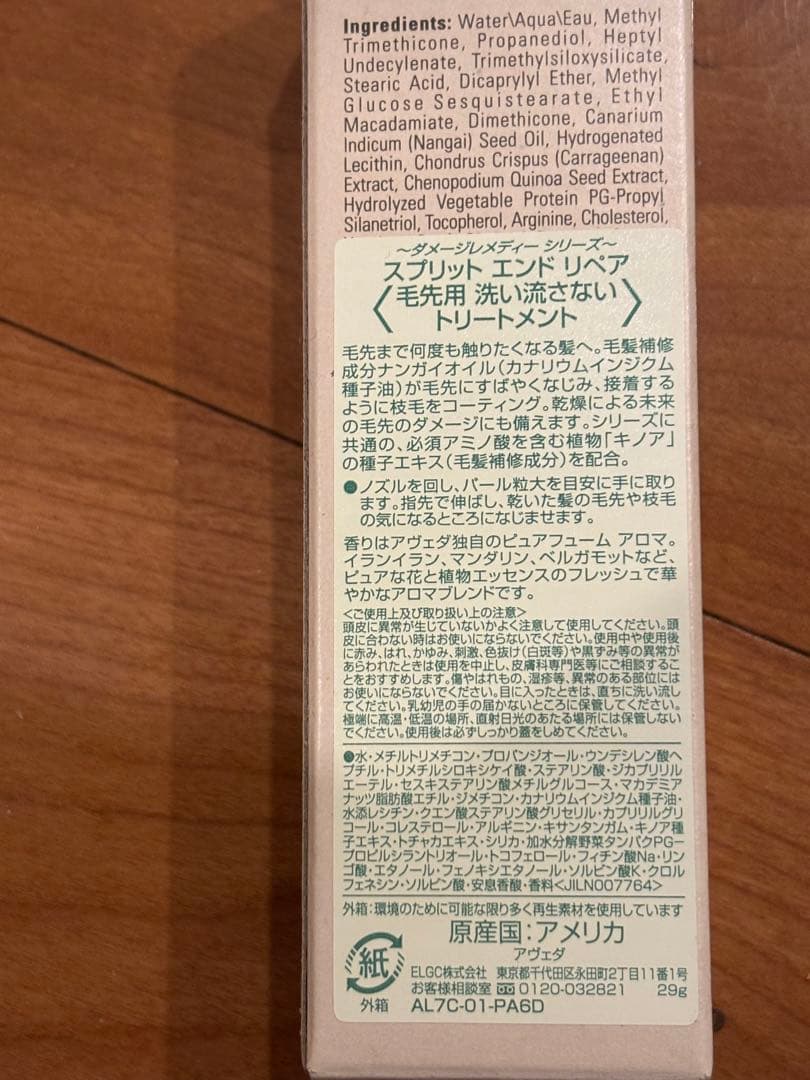 Ingredients: Water\Aqua\Eau, Methyl
Trimethicone, Propanediol, Heptyl
Undecylenate, Trimethylsiloxysilicate,
Stearic Acid, Dicaprylyl Ether, Methyl
Glucose Sesquistearate, Ethyl
Macadamiate, Dimethicone, Canarium
Indicum (Nangai) Seed Oil, Hydrogenated
Lecithin, Chondrus Crispus (Carrageenan)
Extract, Chenopodium Quinoa Seed Extract,
Hydrolyzed Vegetable Protein PG-Propyl
Silanetriol, Tocopherol, Arginine, Cholesterol,
～ダメージレメディー シリーズ～
スプリット エンド リペア
〈毛先用 洗い流さない
トリートメント〉
毛先まで何度も触りたくなる髪へ。毛髪補修
成分ナンガイオイル(カナリウムインジクム
種子油)が毛先にすばやくなじみ、接着する
ように枝毛をコーティング。乾燥による未来
の毛先のダメージにも備えます。シリーズに
共通の、必須アミノ酸を含む植物「キノア」
の種子エキス(毛髪補修成分)を配合。
●ノズルを回し、パール粒大を目安に手に取り
ます。指先で伸ばし、乾いた髪の毛先や枝毛
の気になるところになじませます。
香りはアヴェダ独自のピュアフューム アロマ。
イランイラン、マンダリン、ベルガモットなど、
ピュアな花と植物エッセンスのフレッシュで華
やかなアロマブレンドです。
<ご使用上及び取り扱い上の注意>
頭皮に異常が生じていないかよく注意して使用してください。頭
皮に合わない時はお使いにならないでください。使用中や使用後
に赤み、はれ、かゆみ、刺激、色抜け(白斑等)や黒ずみ等の異常が
あらわれたときは使用を中止し、皮膚科専門医等にご相談するこ
とをおすすめします。傷やはれもの、湿疹等、異常のある部位には
お使いにならないでください。目に入ったときは、直ちに洗い流し
てください。乳幼児の手の届かないところに保管してください。
極端に高温・低温の場所、直射日光のあたる場所には保管しない
でください。使用後は必ずしっかり蓋をしめてください。
●水・メチルトリメチコン・プロパンジオール・ウンデシレン酸ヘ
プチル・トリメチルシロキシケイ酸・ステアリン酸・ジカプリリル
エーテル・セスキステアリン酸メチルグルコース・マカデミア
ナッツ脂肪酸エチル・ジメチコン・カナリウムインジクム種子油・
水添レシチン・クエン酸ステアリン酸グリセリル・カプリリルグリ
コール・コレステロール・アルギニン・キサンタンガム・キノア種
子エキス・トチャカエキス・シリカ・加水分解野菜タンパクPG-
プロピルシラントリオール・トコフェロール・フィチン酸Na・リン
ゴ酸・エタノール・フェノキシエタノール・ソルビン酸K・クロル
フェネシン・ソルビン酸・安息香酸・香料<JILN007764>
外箱：環境のために可能な限り多く再生素材を使用しています
原産国：アメリカ
アヴェダ
紙
ELGC株式会社 東京都千代田区永田町2丁目11番1号
お客様相談室 0120-032821 29g
外箱 AL7C-01-PA6D